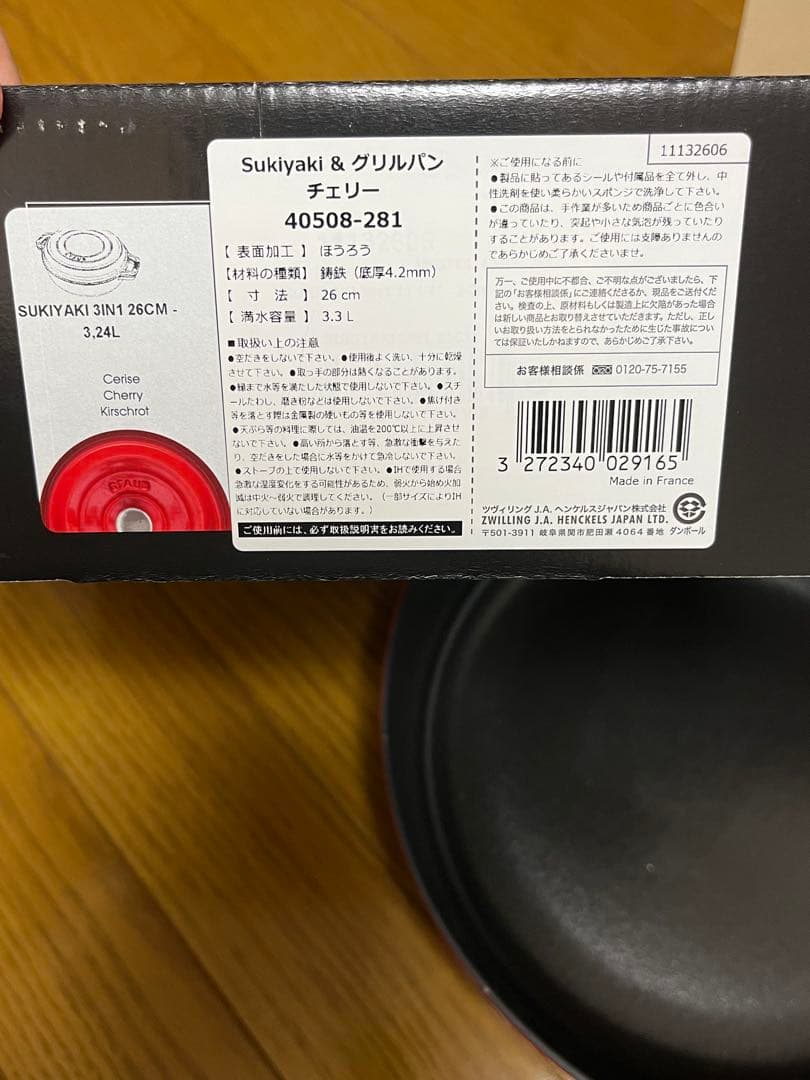 SUKIYAKI 3IN1 26CM -
3,24L
Cerise
Cherry
Kirschrot
STAUB
Sukiyaki & グリルパン
チェリー
40508-281
【 表面加工 】 ほうろう
【材料の種類】 鋳鉄（底厚4.2mm）
【 寸 法 】 26 cm
【 満水容量 】 3.3 L
■取扱い上の注意
●空だきをしないで下さい。●使用後よく洗い、十分に乾燥
させて下さい。●取っ手の部分は熱くなることがあります。
●縁まで水等を満たした状態で使用しないで下さい。●スチ
ールたわし、磨き粉などは使用しないで下さい。●焦げ付き
等を落とす際は金属製の硬いもの等を使用しないで下さい。
●天ぷら等の料理に際しては、油温を200℃以上に上昇させ
ないで下さい。●高い所から落とす等、急激な衝撃を与えた
り、空だきをした場合に水等をかけて急冷しないで下さい。
●ストーブの上で使用しないで下さい。●IHで使用する場合
急激な温度変化をする可能性があるため、弱火から始め火加
減は中火〜弱火で調理してください。（一部サイズによりIH
に対応していない場合があります。）
ご使用前には、必ず取扱説明書をお読みください。
11132606
※ご使用になる前に
●製品に貼ってあるシールや付属品を全て外し、中
性洗剤を使い柔らかいスポンジで洗浄して下さい。
●この商品は、手作業が多いため商品ごとに色合い
が違っていたり、突起や小さな気泡が残っていたり
することがあります。ご使用には支障ありませんの
であらかじめご了承くださいませ。
万一、ご使用中に不都合、ご不明な点がございましたら、下
記の「お客様相談係」にご連絡くださるか、現品をご送付くださ
い。検査の上、原材料もしくは製造上に欠陥があった場合
は新しい商品とお取り替えさせていただきます。ただし、正し
いお取り扱い方法をとられなかったために生じた事故につい
ては保証いたしかねますので、あらかじめご了承下さい。
お客様相談係 0120-75-7155
3 272340 029165
Made in France
ツヴィリング J.A. ヘンケルスジャパン株式会社
ZWILLING J.A. HENCKELS JAPAN LTD.
〒501-3911 岐阜県関市肥田瀬 4064 番地 ダンボール